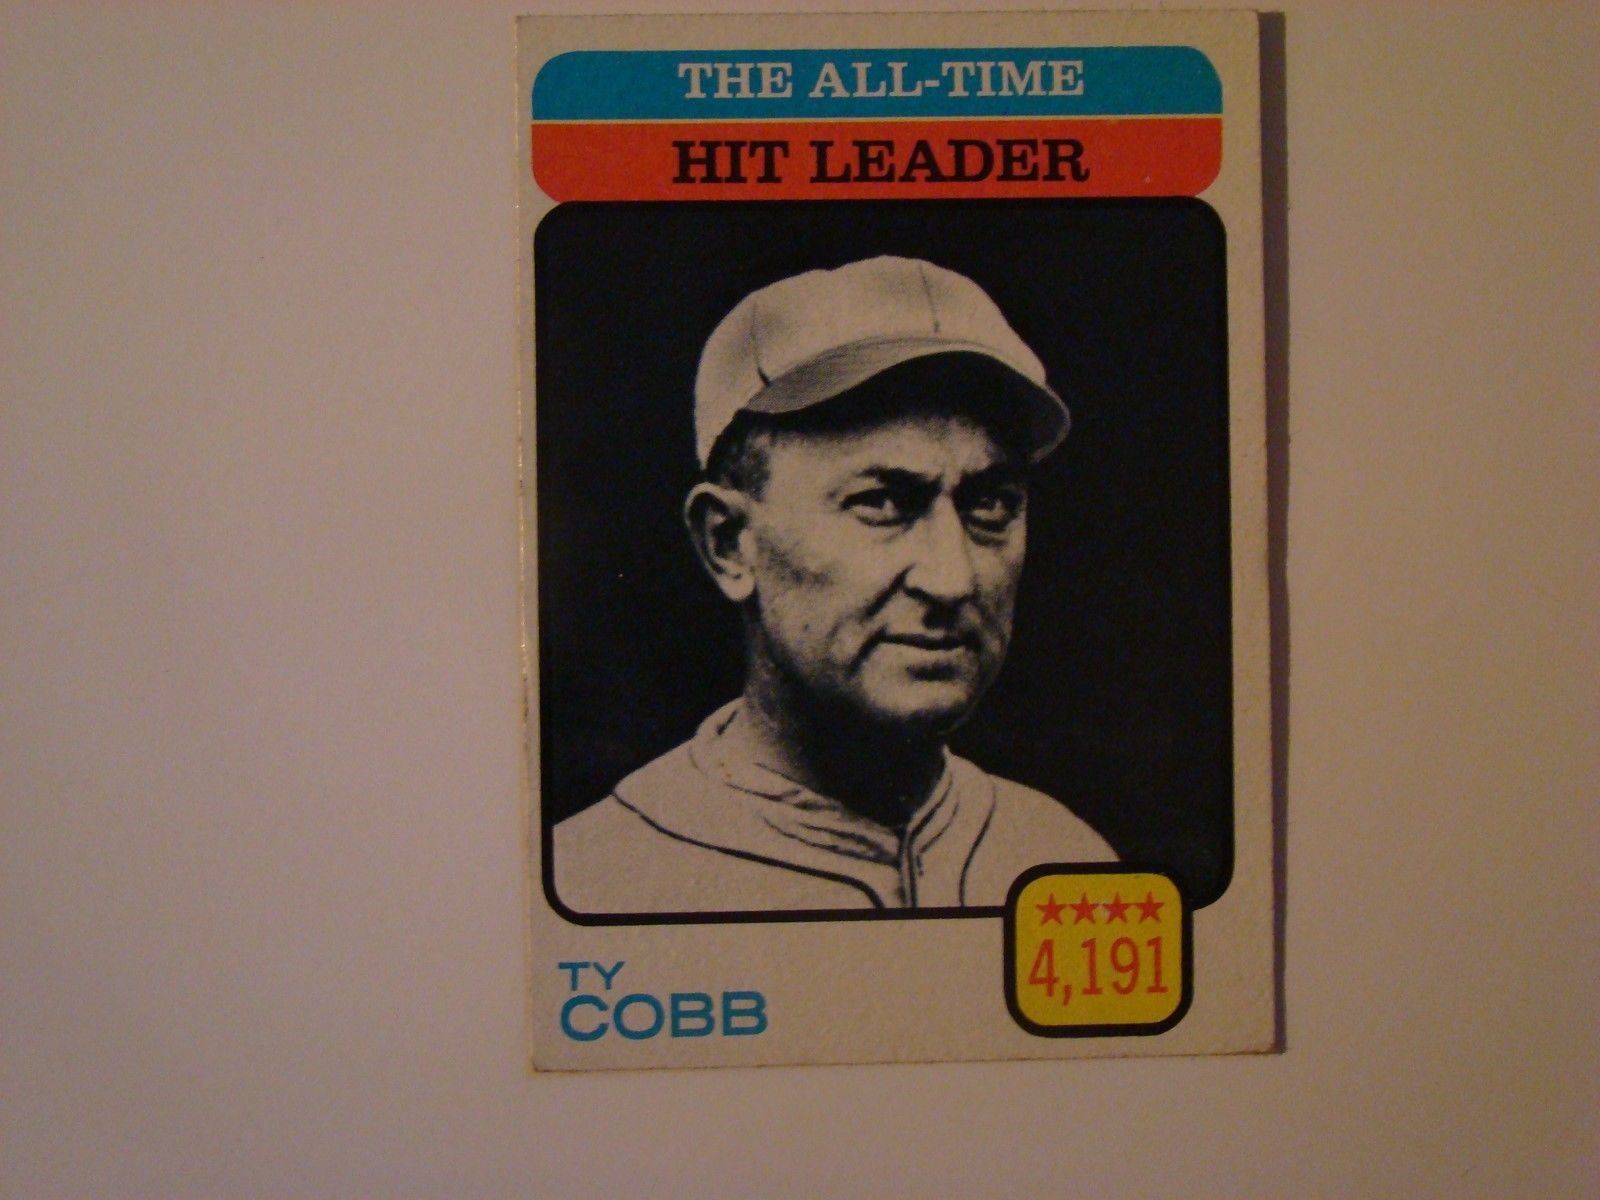 THE ALL-TIME
HIT LEADER
★★★★
4,191
TY
COBB